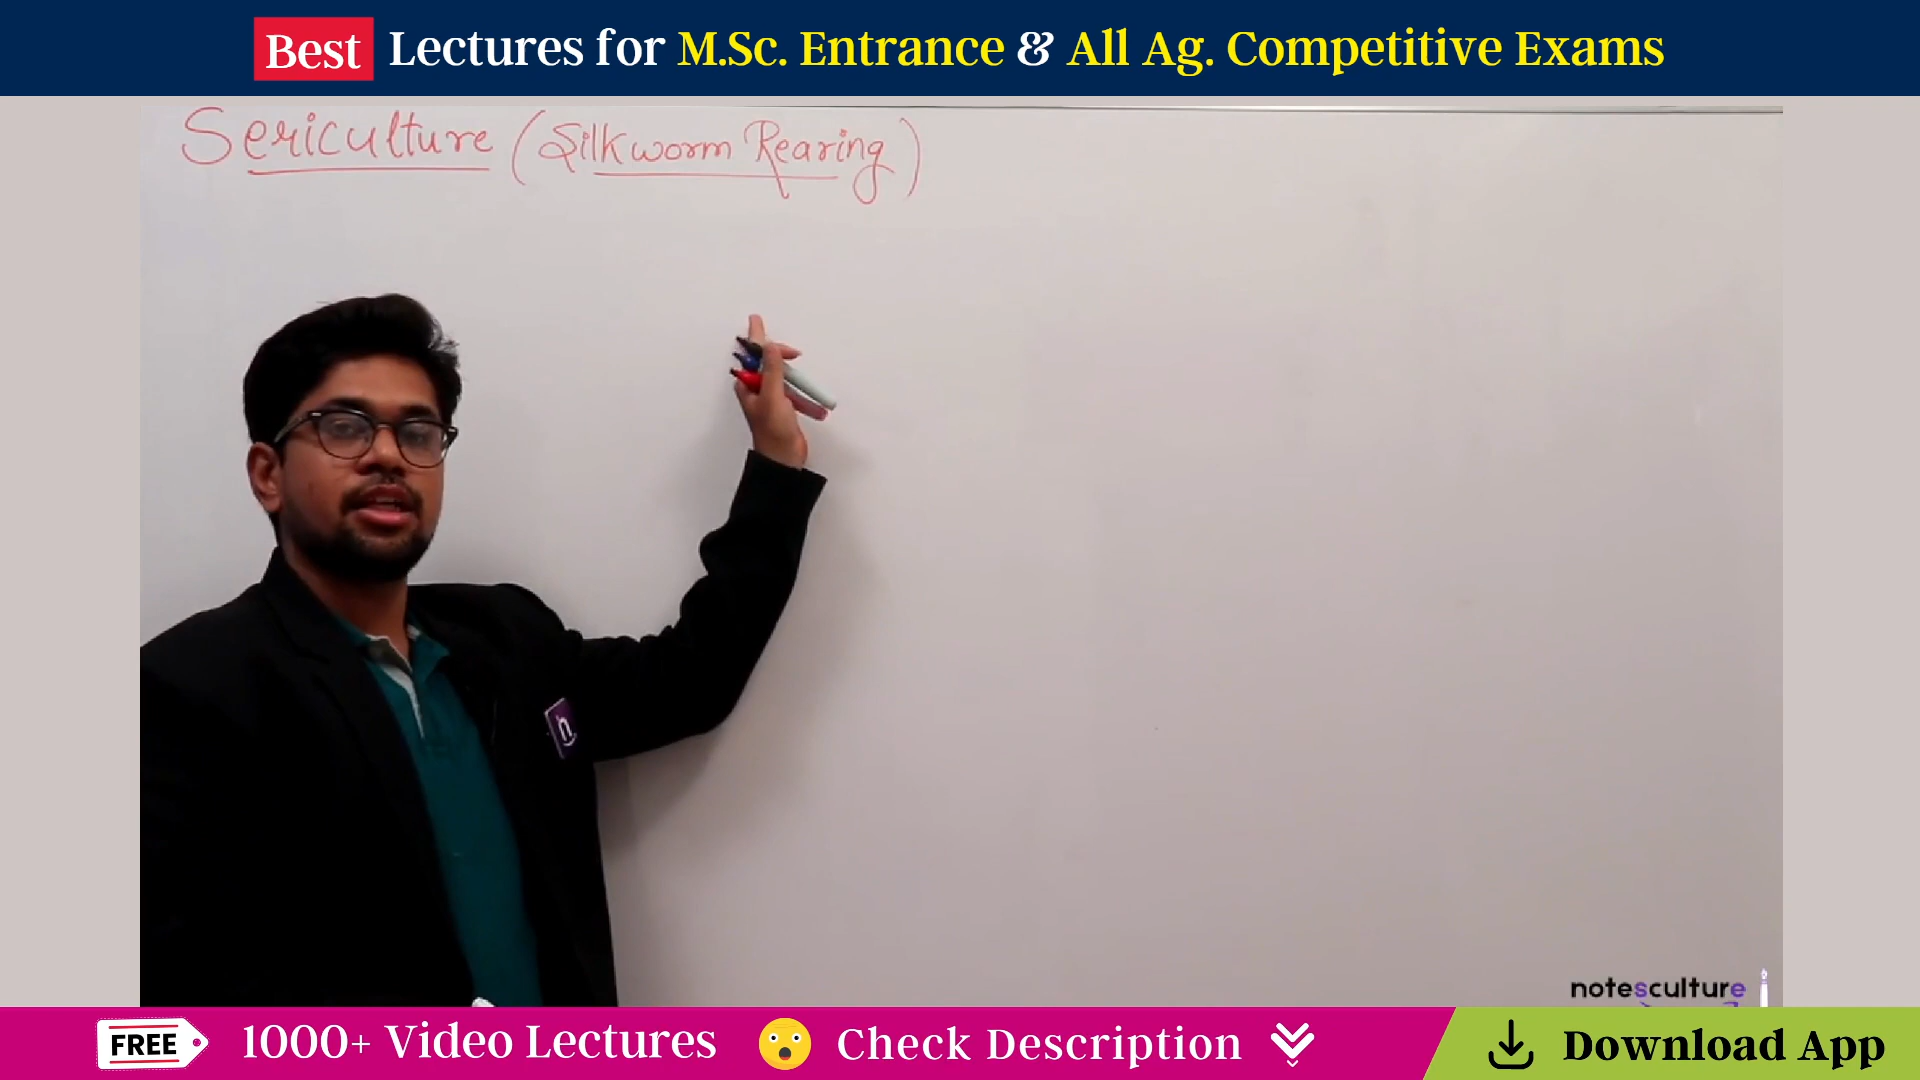 Best Lectures for M.Sc. Entrance & All Ag. Competitive Exams
Sericulture (Silkworm Rearing)
n
notesculture
FREE 1000+ Video Lectures Check Description Download App